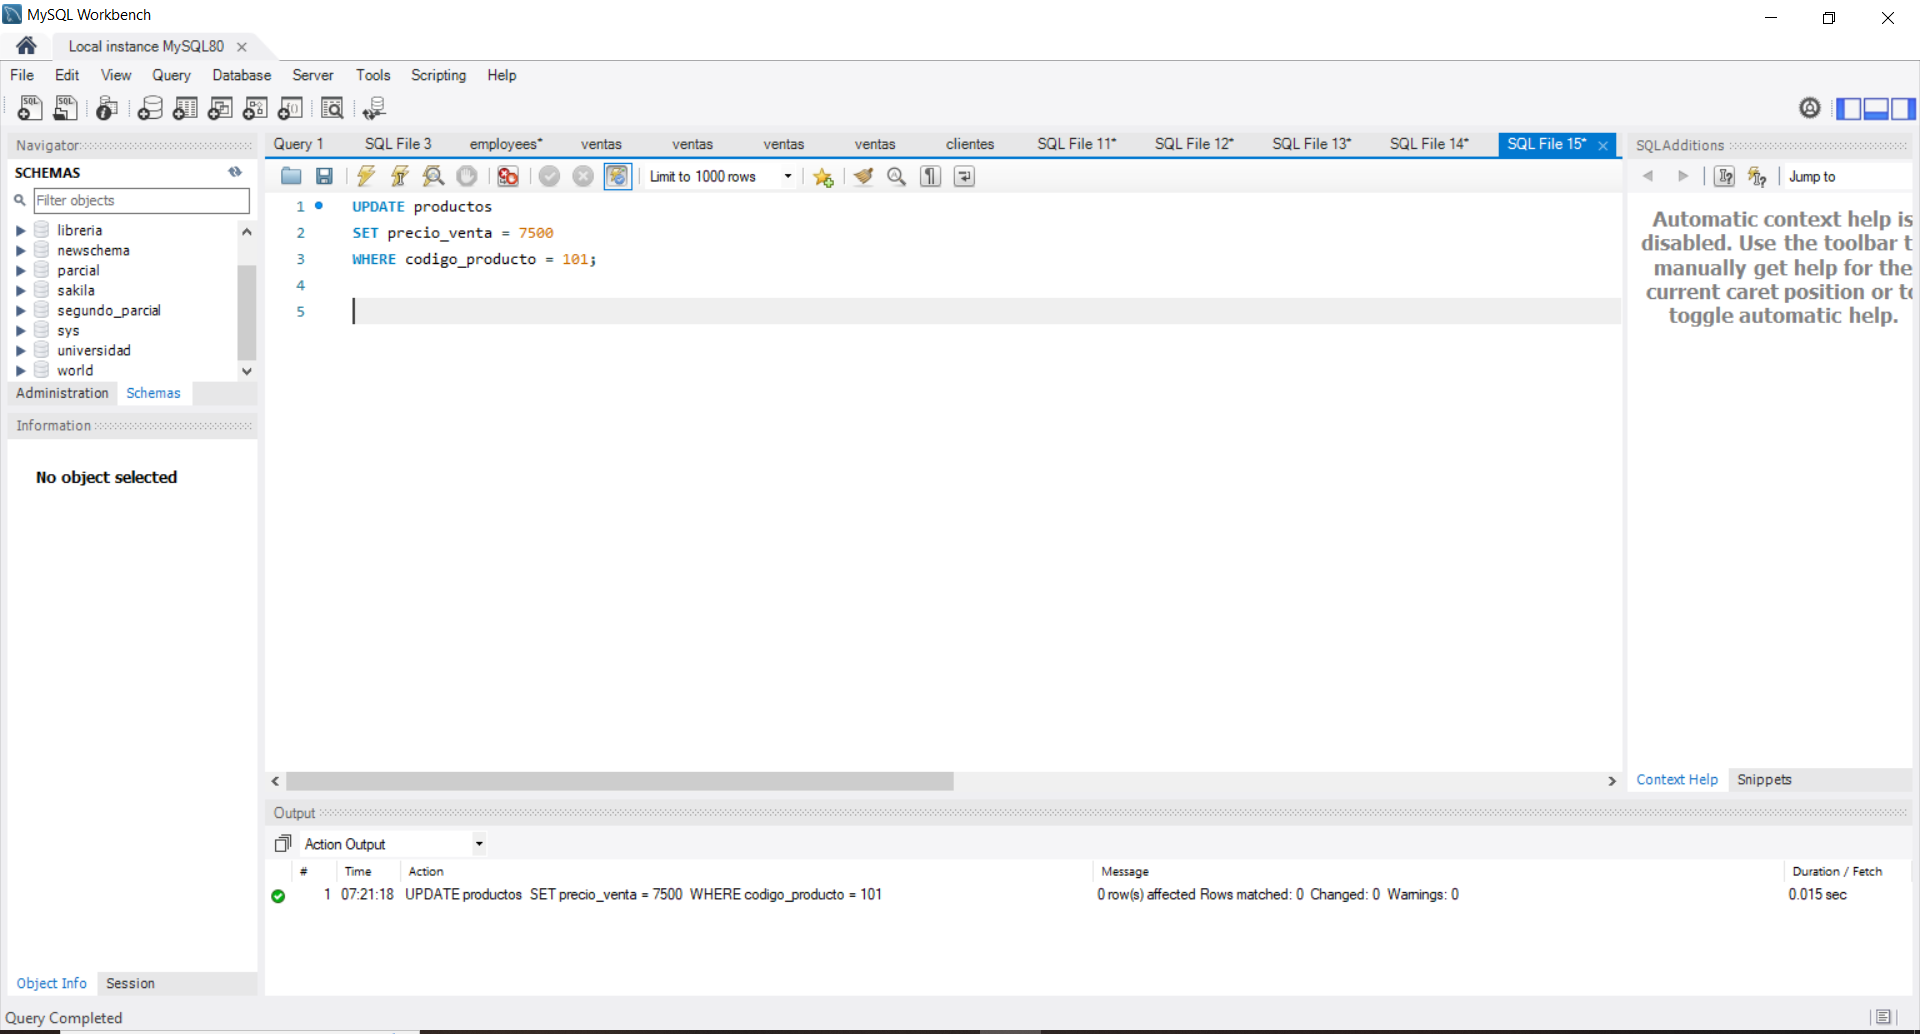 MySQL Workbench
Local instance MySQL80
File Edit View Query Database Server Tools Scripting Help
Navigator
SCHEMAS
Filter objects
libreria
newschema
parcial
sakila
segundo_parcial
sys
universidad
world
Administration Schemas
Information
No object selected
Object Info Session
Query 1 SQL File 3 employees* ventas ventas ventas ventas clientes SQL File 11* SQL File 12* SQL File 13* SQL File 14* SQL File 15*
Limit to 1000 rows
1 UPDATE productos
2 SET precio_venta = 7500
3 WHERE codigo_producto = 101;
4
5
SQLAdditions
Jump to
Automatic context help is
disabled. Use the toolbar t
manually get help for the
current caret position or to
toggle automatic help.
Context Help Snippets
Output
Action Output
# Time Action Message Duration / Fetch
1 07:21:18 UPDATE productos SET precio_venta = 7500 WHERE codigo_producto = 101 0 row(s) affected Rows matched: 0 Changed: 0 Warnings: 0 0.015 sec
Query Completed